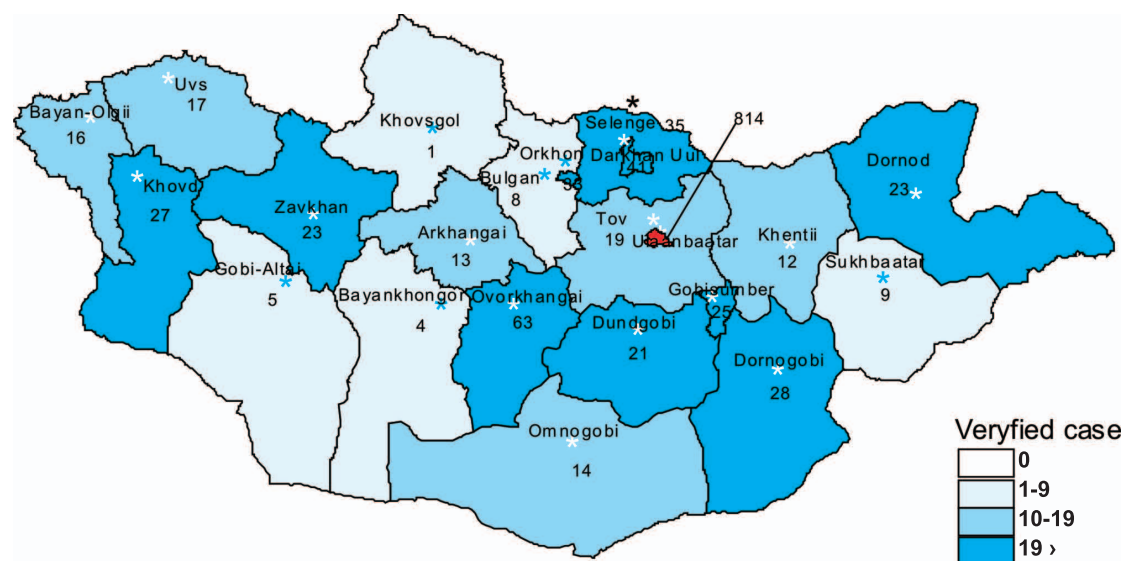 814
Uvs
17
Bayan-Olgii
16
Khovsgol
1
Selenge
35
Orkhon
Darkhan Uul
41
Bulgan
8
Dornod
23
Khovd
27
Zavkhan
23
Arkhangai
13
Tov
19
Ulaanbaatar
Khentii
12
Sukhbaatar
9
Gobi-Altai
5
Bayankhongor
4
Ovorkhangai
63
Gobisumber
25
Dundgobi
21
Dornogobi
28
Omnogobi
14
Veryfied case
0
1-9
10-19
19 ›